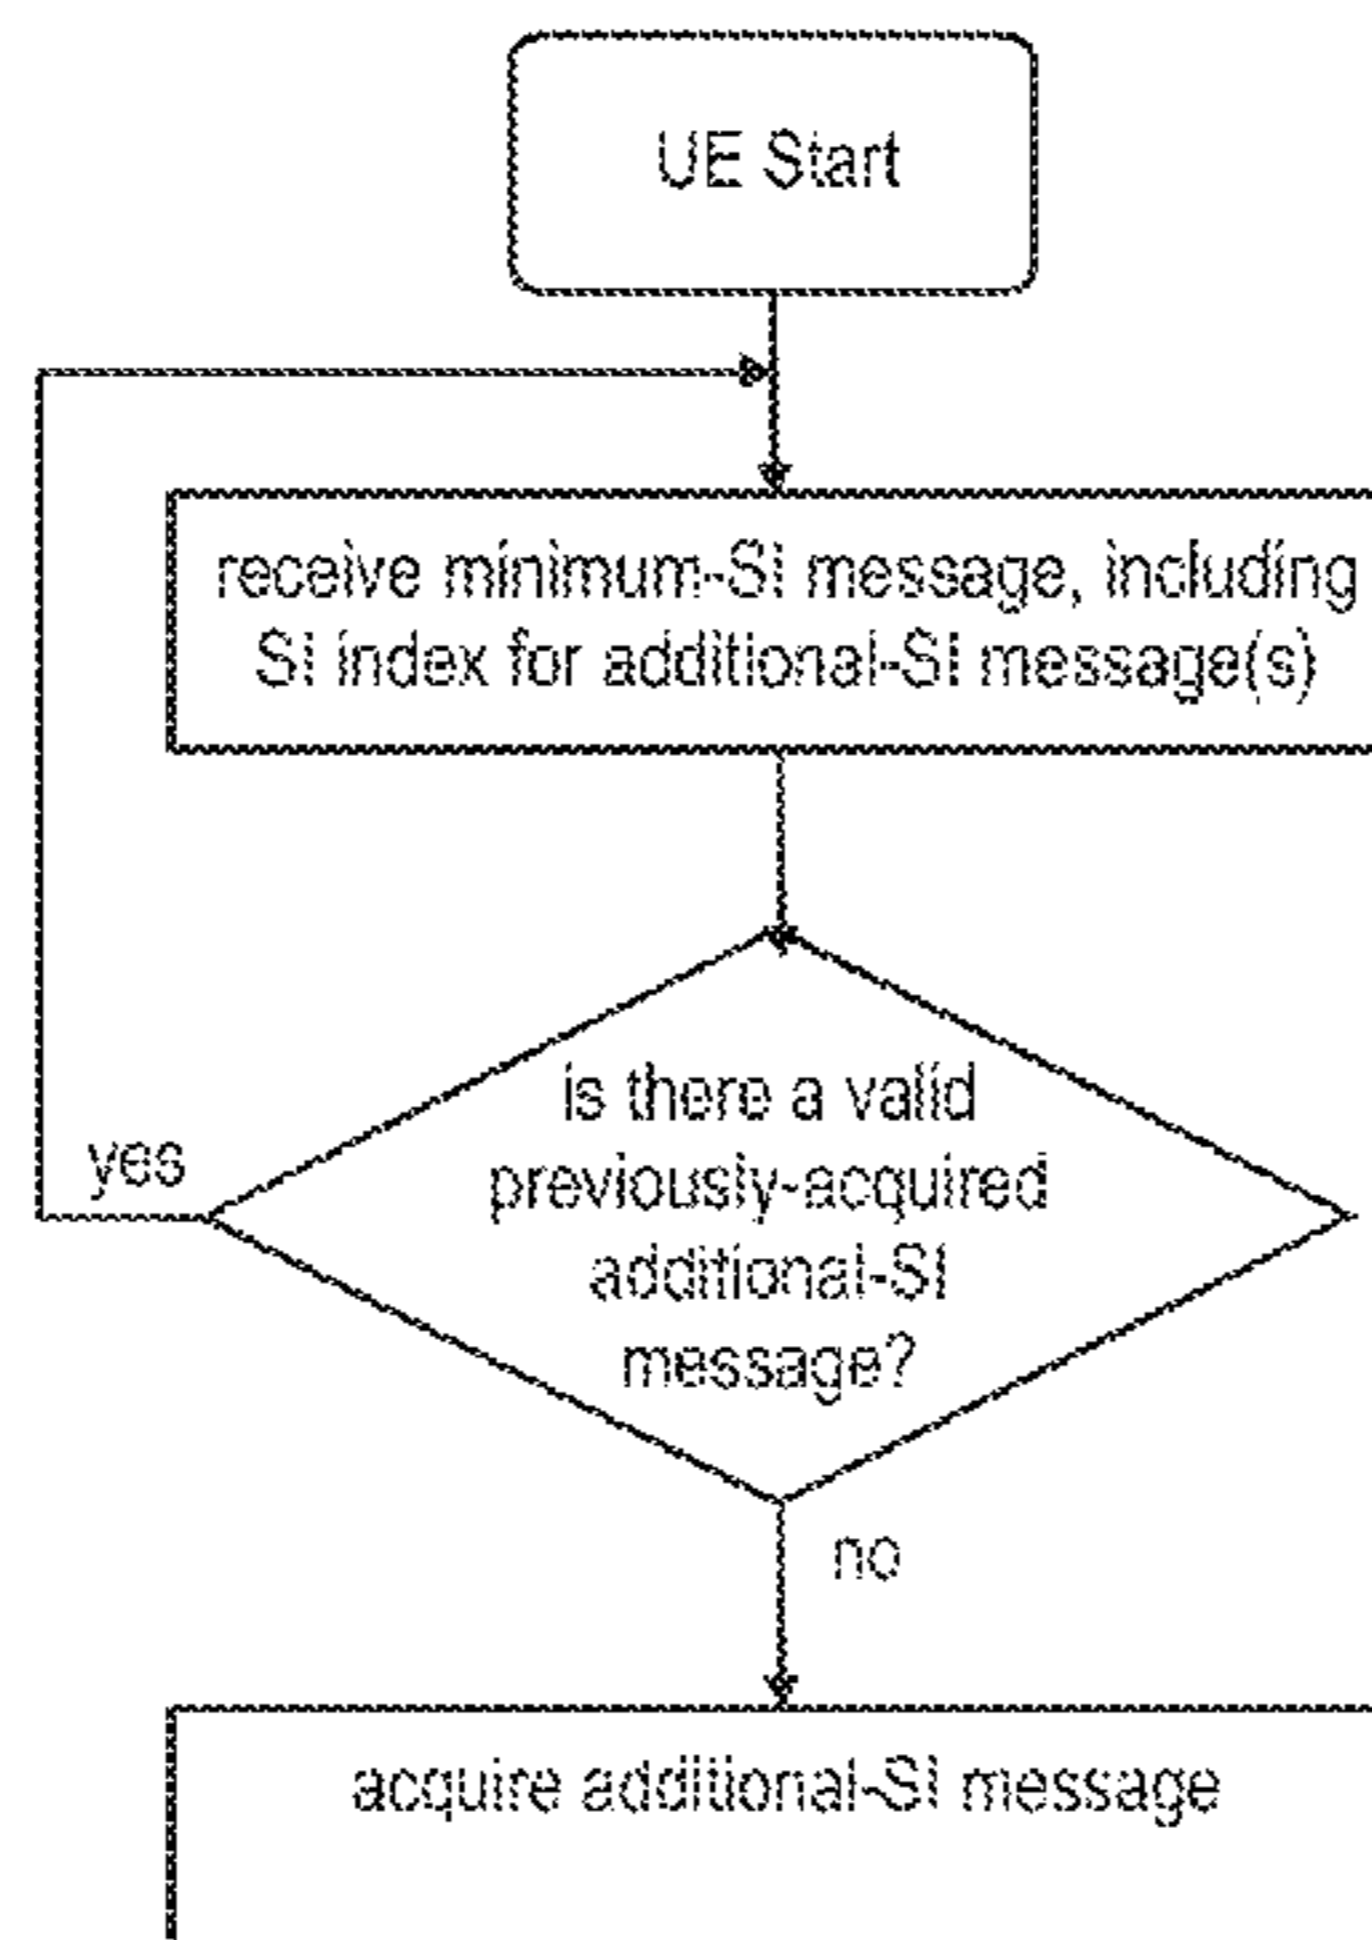 UE Start
receive minimum-SI message, including
SI index for additional-SI message(s)
is there a valid
previously-acquired
additional-SI
message?
yes
no
acquire additional-SI message